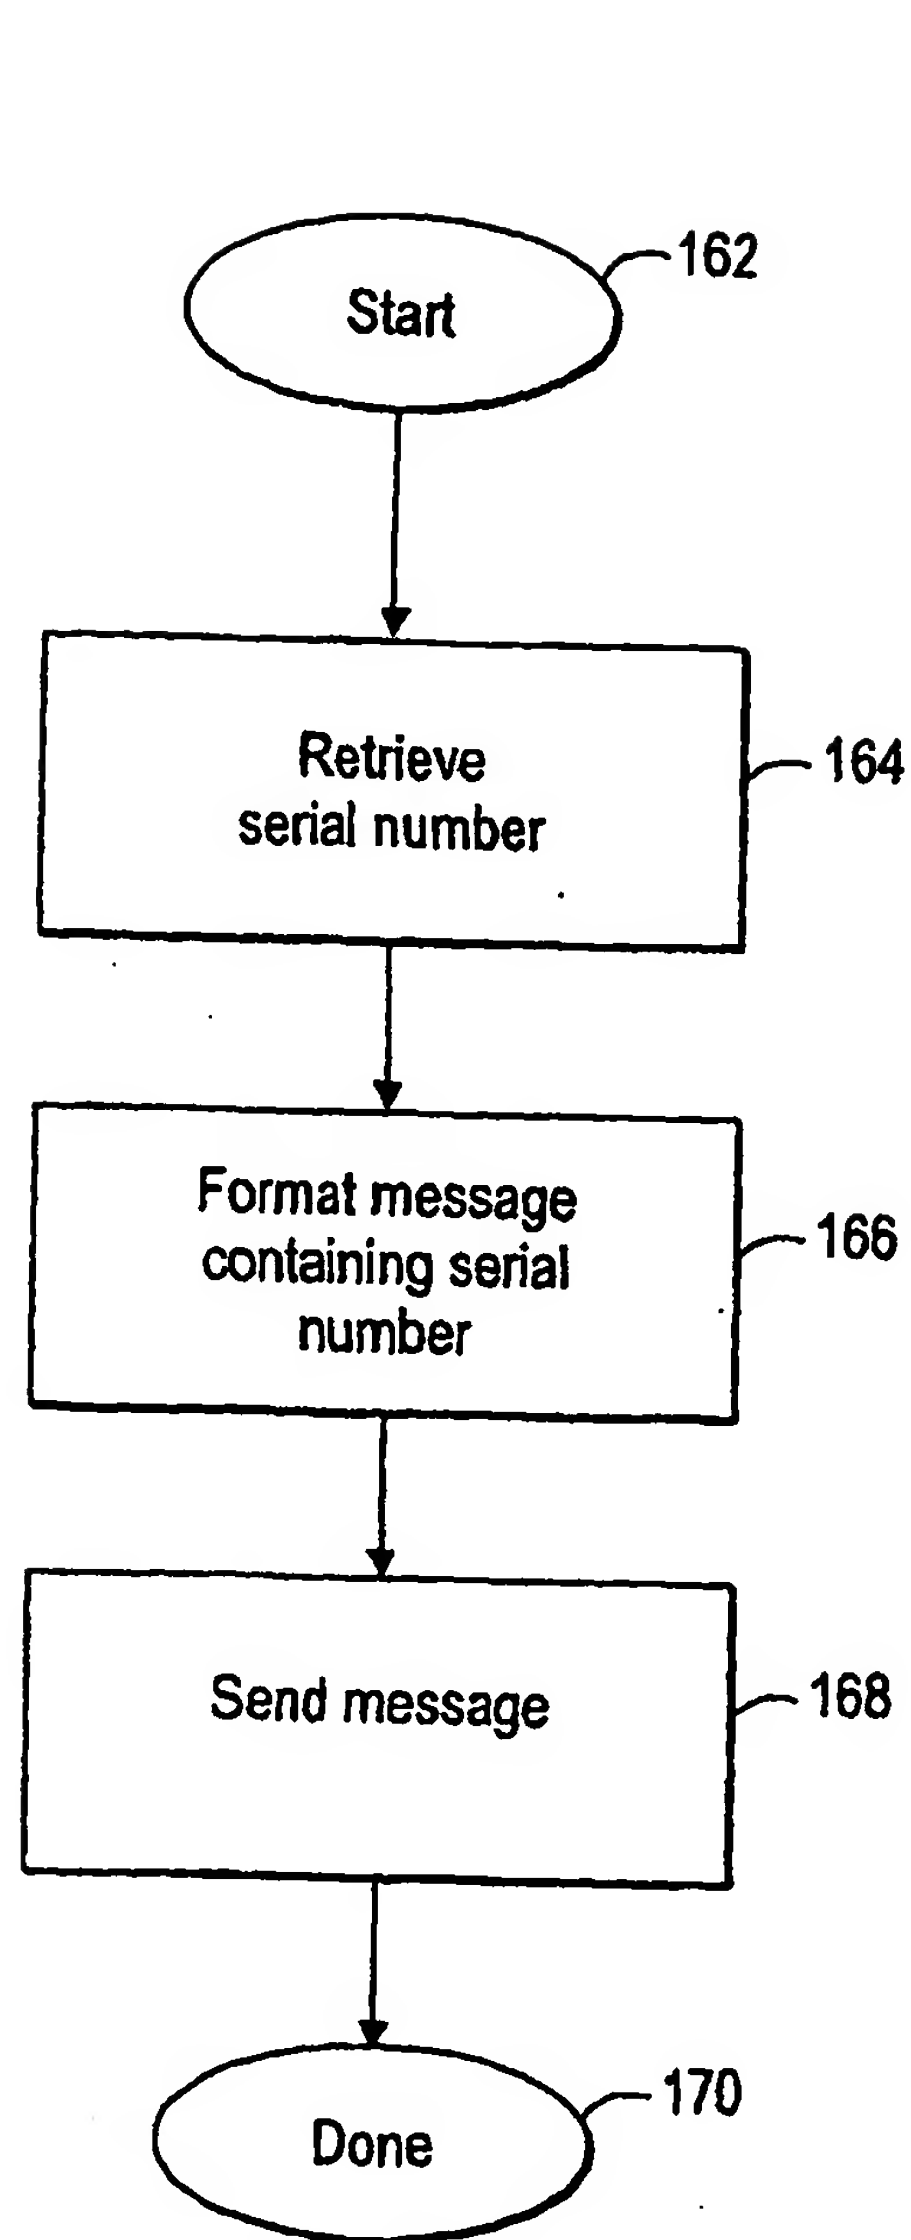 162
Start
Retrieve
serial number
164
Format message
containing serial
number
166
Send message
168
170
Done